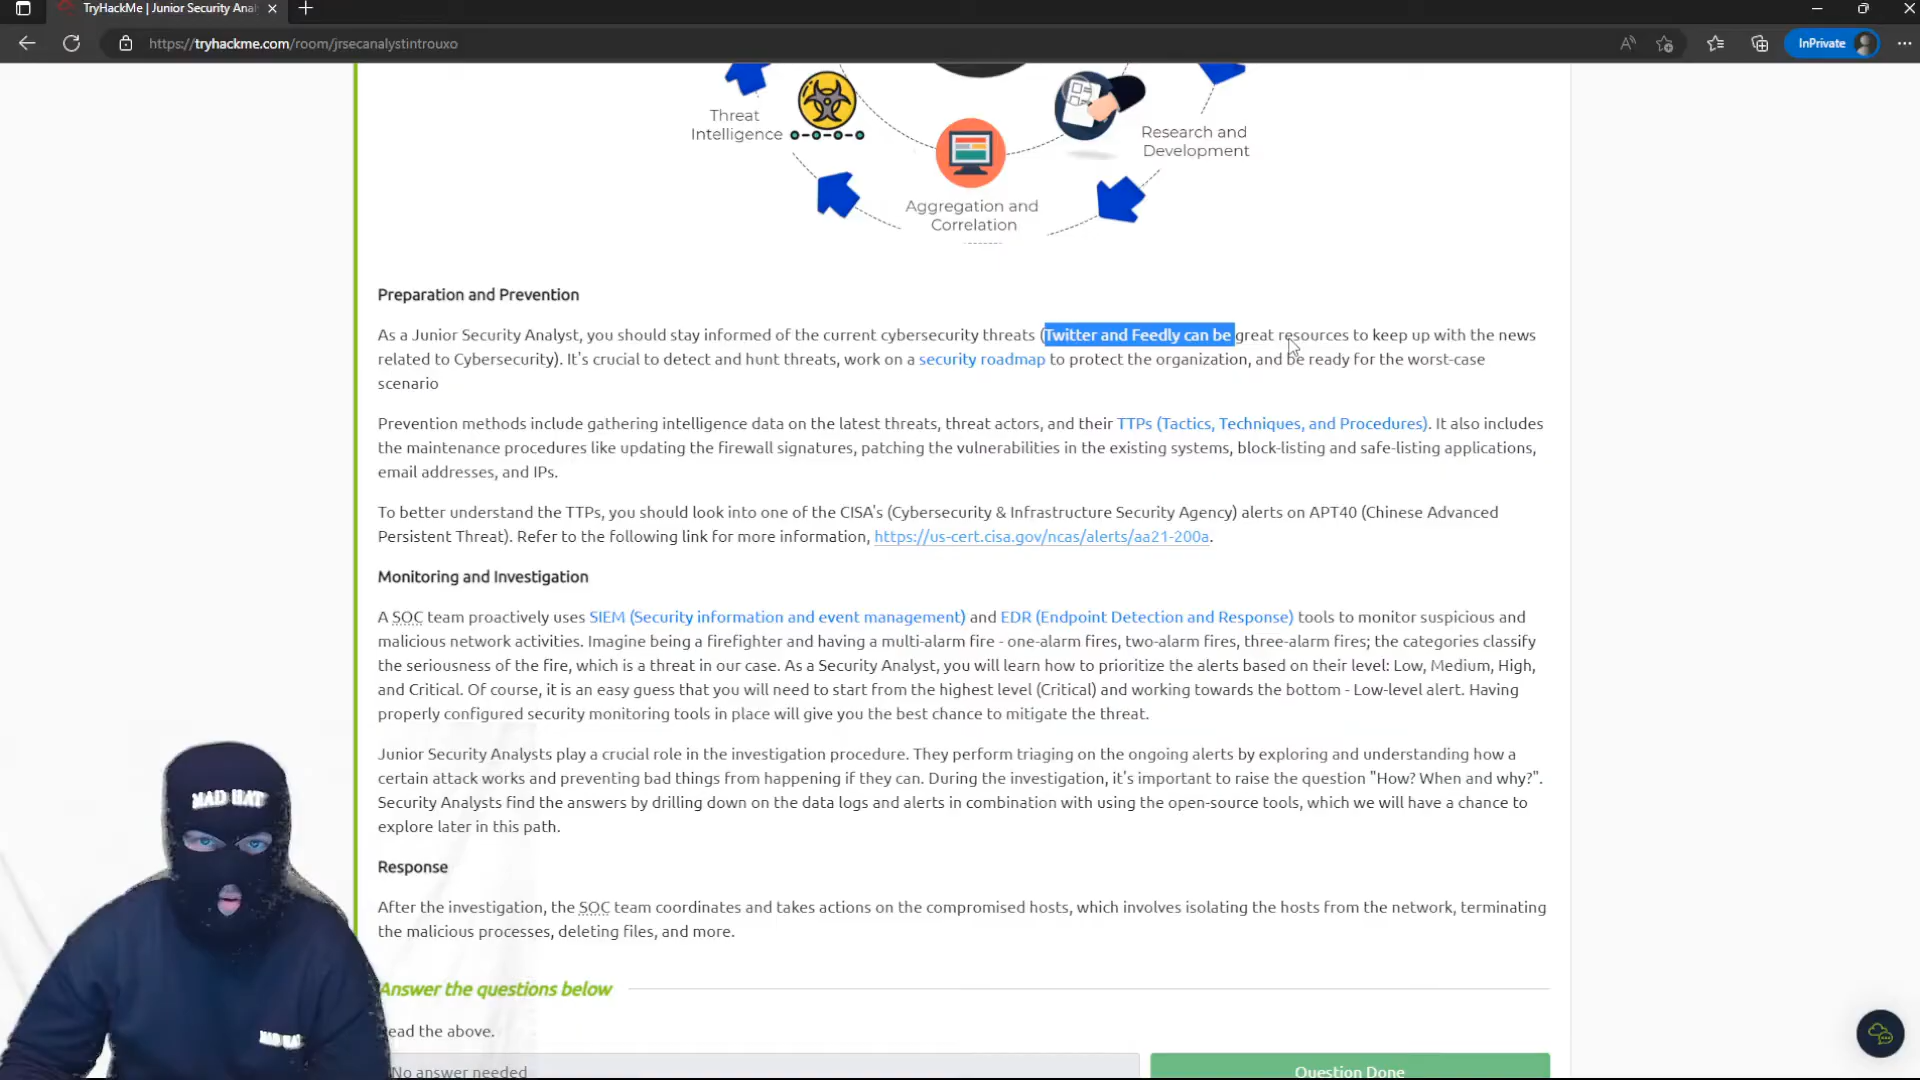 TryHackMe | Junior Security Anal
https://tryhackme.com/room/jrsecanalystintrouxo
InPrivate
Threat
Intelligence
Research and
Development
Aggregation and
Correlation
Preparation and Prevention
As a Junior Security Analyst, you should stay informed of the current cybersecurity threats (Twitter and Feedly can be great resources to keep up with the news
related to Cybersecurity). It's crucial to detect and hunt threats, work on a security roadmap to protect the organization, and be ready for the worst-case
scenario
Prevention methods include gathering intelligence data on the latest threats, threat actors, and their TTPs (Tactics, Techniques, and Procedures). It also includes
the maintenance procedures like updating the firewall signatures, patching the vulnerabilities in the existing systems, block-listing and safe-listing applications,
email addresses, and IPs.
To better understand the TTPs, you should look into one of the CISA's (Cybersecurity & Infrastructure Security Agency) alerts on APT40 (Chinese Advanced
Persistent Threat). Refer to the following link for more information, https://us-cert.cisa.gov/ncas/alerts/aa21-200a.
Monitoring and Investigation
A SOC team proactively uses SIEM (Security information and event management) and EDR (Endpoint Detection and Response) tools to monitor suspicious and
malicious network activities. Imagine being a firefighter and having a multi-alarm fire - one-alarm fires, two-alarm fires, three-alarm fires; the categories classify
the seriousness of the fire, which is a threat in our case. As a Security Analyst, you will learn how to prioritize the alerts based on their level: Low, Medium, High,
and Critical. Of course, it is an easy guess that you will need to start from the highest level (Critical) and working towards the bottom - Low-level alert. Having
properly configured security monitoring tools in place will give you the best chance to mitigate the threat.
Junior Security Analysts play a crucial role in the investigation procedure. They perform triaging on the ongoing alerts by exploring and understanding how a
certain attack works and preventing bad things from happening if they can. During the investigation, it's important to raise the question "How? When and why?".
Security Analysts find the answers by drilling down on the data logs and alerts in combination with using the open-source tools, which we will have a chance to
explore later in this path.
Response
After the investigation, the SOC team coordinates and takes actions on the compromised hosts, which involves isolating the hosts from the network, terminating
the malicious processes, deleting files, and more.
Answer the questions below
ead the above.
No answer needed
Question Done
MAD HAT
MAD HAT